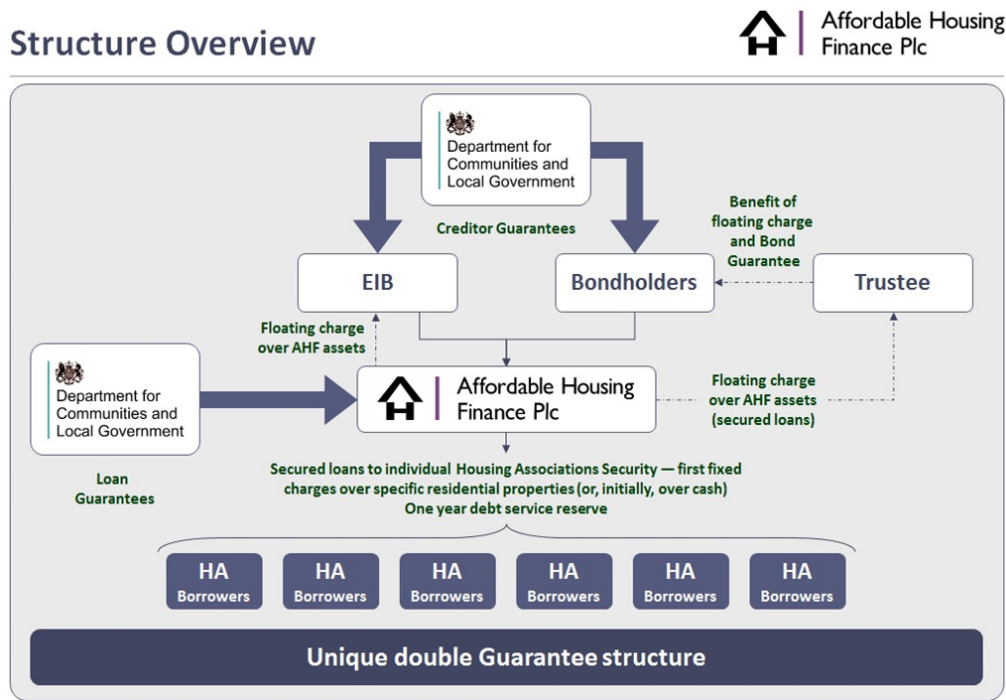 Structure Overview
Affordable Housing
Finance Plc
Department for
Communities and
Local Government
Creditor Guarantees
Benefit of
floating charge
and Bond
Guarantee
EIB
Bondholders
Trustee
Floating charge
over AHF assets
Department for
Communities and
Local Government
Loan
Guarantees
Affordable Housing
Finance Plc
Floating charge
over AHF assets
(secured loans)
Secured loans to individual Housing Associations Security — first fixed
charges over specific residential properties (or, initially, over cash)
One year debt service reserve
HA
Borrowers
HA
Borrowers
HA
Borrowers
HA
Borrowers
HA
Borrowers
HA
Borrowers
Unique double Guarantee structure